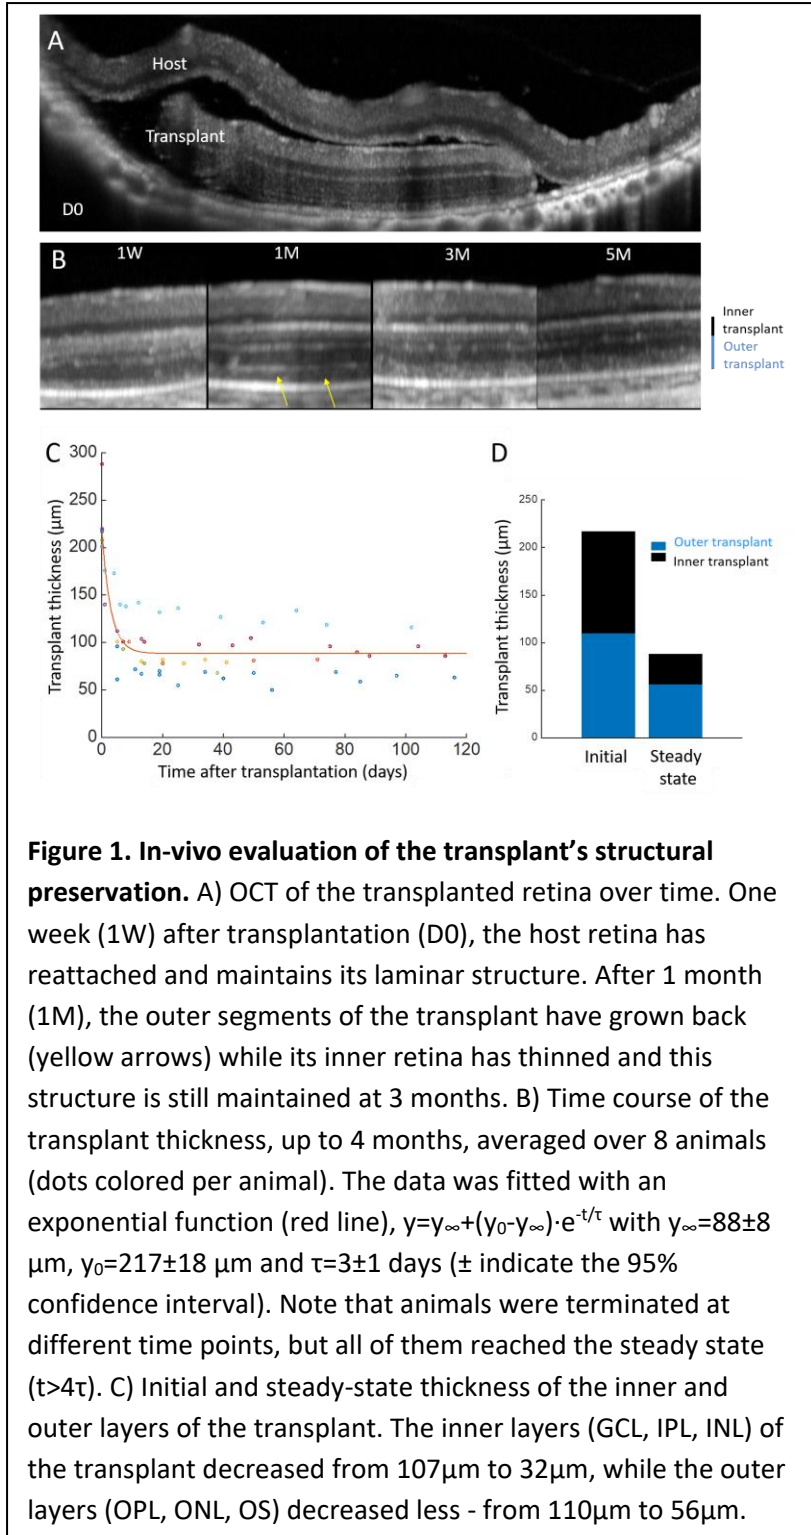 A
Host
Transplant
D0
B
1W
1M
3M
5M
Inner
transplant
Outer
transplant
C
300
250
200
150
100
50
0
Transplant thickness (µm)
0
20
40
60
80
100
120
Time after transplantation (days)
D
250
200
150
100
50
0
Transplant thickness (µm)
Outer transplant
Inner transplant
Initial
Steady
state
Figure 1. In-vivo evaluation of the transplant’s structural
preservation. A) OCT of the transplanted retina over time. One
week (1W) after transplantation (D0), the host retina has
reattached and maintains its laminar structure. After 1 month
(1M), the outer segments of the transplant have grown back
(yellow arrows) while its inner retina has thinned and this
structure is still maintained at 3 months. B) Time course of the
transplant thickness, up to 4 months, averaged over 8 animals
(dots colored per animal). The data was fitted with an
exponential function (red line), y=y∞+(y₀-y∞)·e^-t/τ with y∞=88±8
µm, y₀=217±18 µm and τ=3±1 days (± indicate the 95%
confidence interval). Note that animals were terminated at
different time points, but all of them reached the steady state
(t>4τ). C) Initial and steady-state thickness of the inner and
outer layers of the transplant. The inner layers (GCL, IPL, INL) of
the transplant decreased from 107µm to 32µm, while the outer
layers (OPL, ONL, OS) decreased less - from 110µm to 56µm.